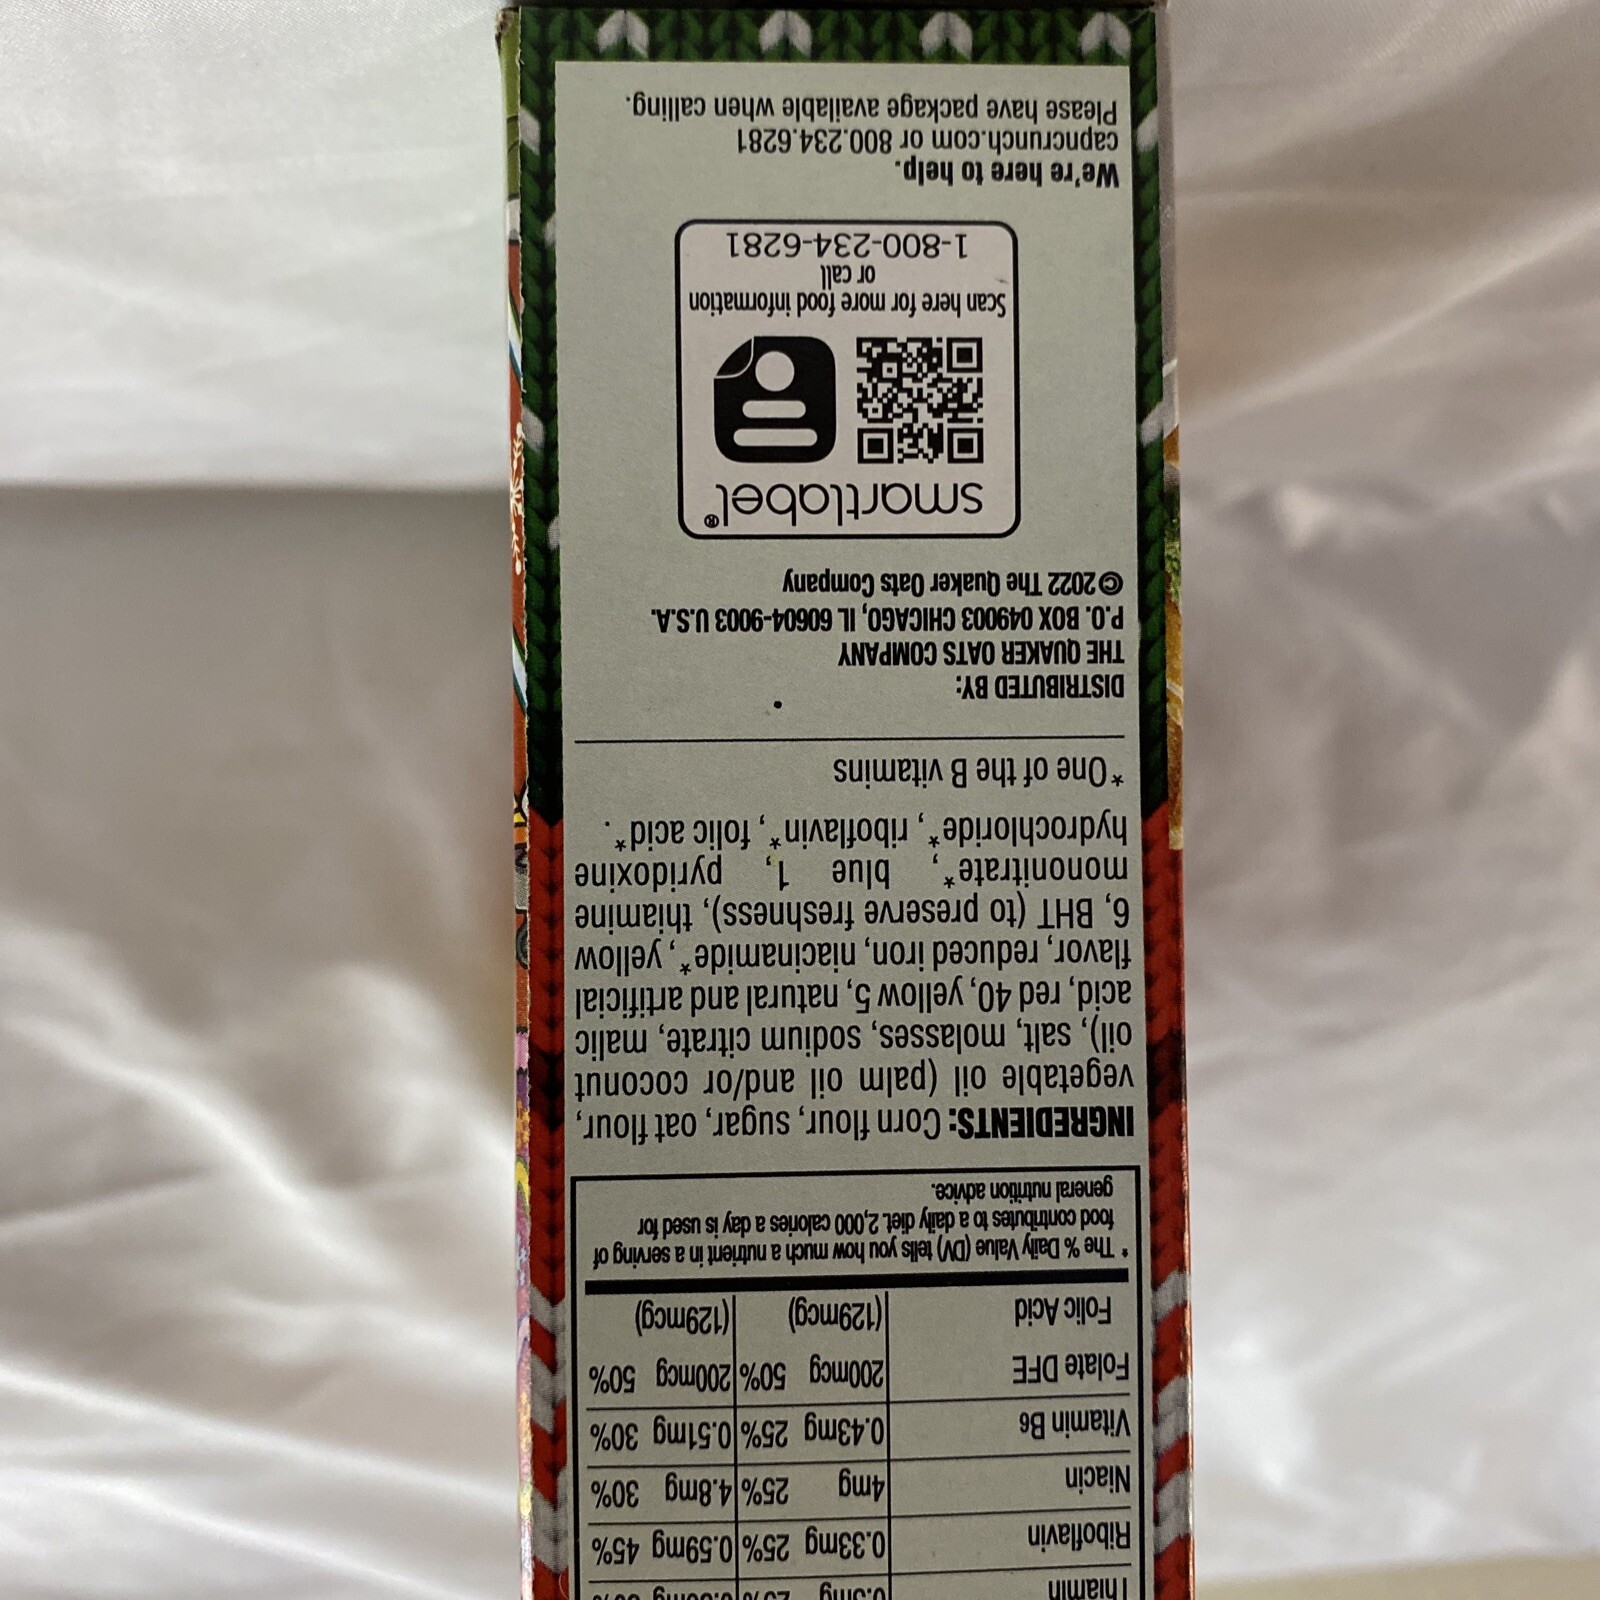 Thiamin
Riboflavin 0.33mg 25% 0.59mg 45%
Niacin 4mg 25% 4.8mg 30%
Vitamin B6 0.43mg 25% 0.51mg 30%
Folate DFE 200mcg 50% 200mcg 50%
Folic Acid (129mcg) (129mcg)
* The % Daily Value (DV) tells you how much a nutrient in a serving of
food contributes to a daily diet. 2,000 calories a day is used for
general nutrition advice.
INGREDIENTS: Corn flour, sugar, oat flour,
vegetable oil (palm oil and/or coconut
oil), salt, molasses, sodium citrate, malic
acid, red 40, yellow 5, natural and artificial
flavor, reduced iron, niacinamide*, yellow
6, BHT (to preserve freshness), thiamine
mononitrate*, blue 1, pyridoxine
hydrochloride*, riboflavin*, folic acid*.
*One of the B vitamins
DISTRIBUTED BY:
THE QUAKER OATS COMPANY
P.O. BOX 049003 CHICAGO, IL 60604-9003 U.S.A.
©2022 The Quaker Oats Company
smartlabel®
Scan here for more food information
or call
1-800-234-6281
We're here to help.
capncrunch.com or 800.234.6281
Please have package available when calling.